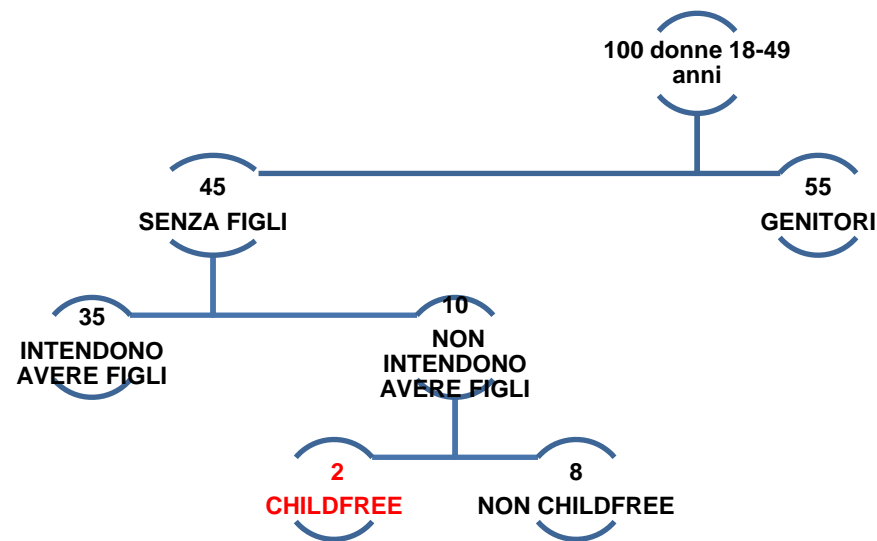 100 donne 18-49
anni
45
SENZA FIGLI
55
GENITORI
35
INTENDONO
AVERE FIGLI
10
NON
INTENDONO
AVERE FIGLI
2
CHILDFREE
8
NON CHILDFREE